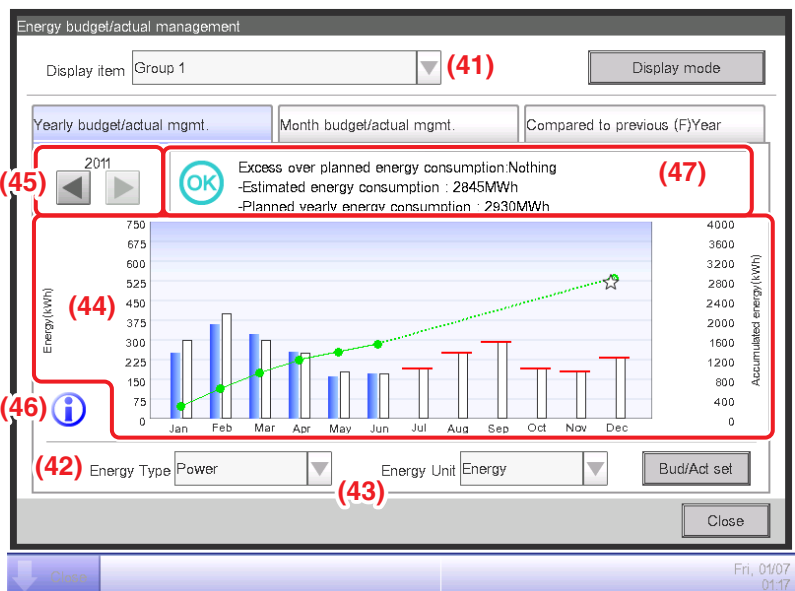 Energy budget/actual management
Display item Group 1 (41) Display mode
Yearly budget/actual mgmt. Month budget/actual mgmt. Compared to previous (F)Year
2011
(45)
OK
Excess over planned energy consumption:Nothing
-Estimated energy consumption : 2845MWh
-Planned yearly energy consumption : 2930MWh
(47)
750 4000
675 3600
600 3200
525 2800
450 2400
375 2000
300 1600
225 1200
150 800
75 400
0 0
Energy(kWh)
(44)
Accumulated energy(kWh)
(46) i
Jan Feb Mar Apr May Jun Jul Aug Sep Oct Nov Dec
(42) Energy Type Power (43) Energy Unit Energy Bud/Act set
Close
Close
Fri, 01/07
01:17